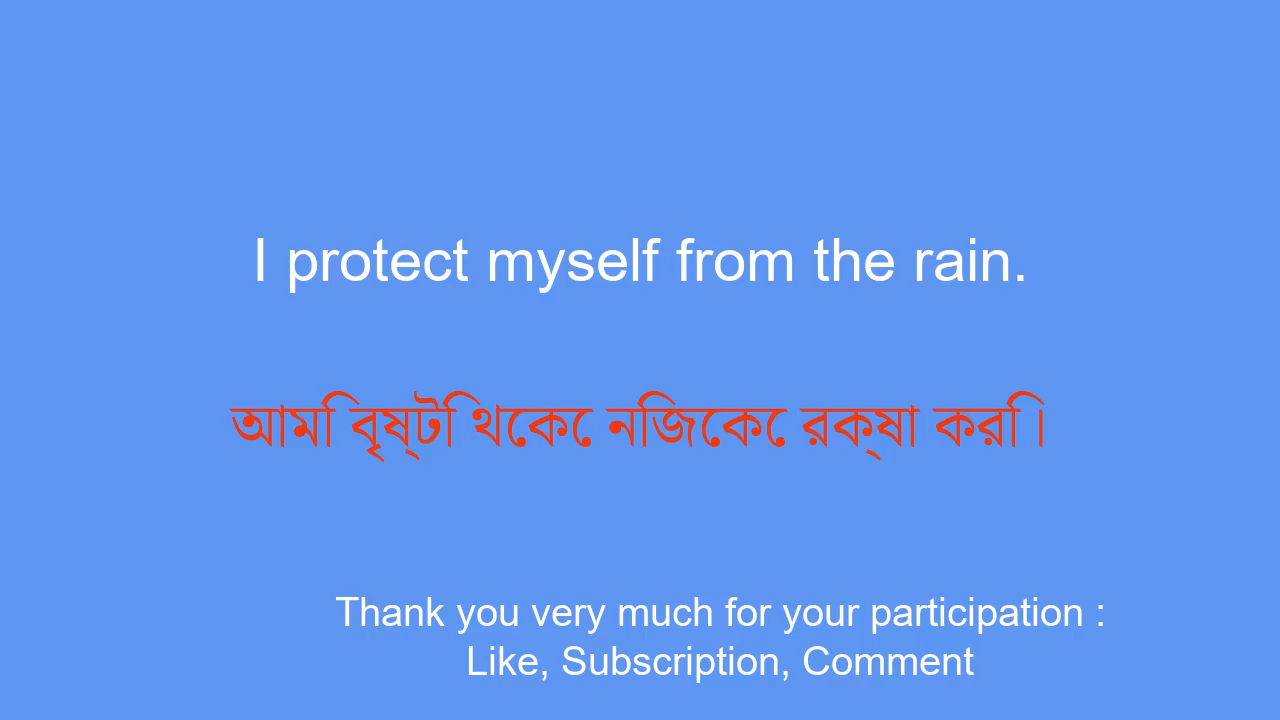 I protect myself from the rain.
আমি বৃষ্টি থেকে নিজেকে রক্ষা করি।
Thank you very much for your participation :
Like, Subscription, Comment